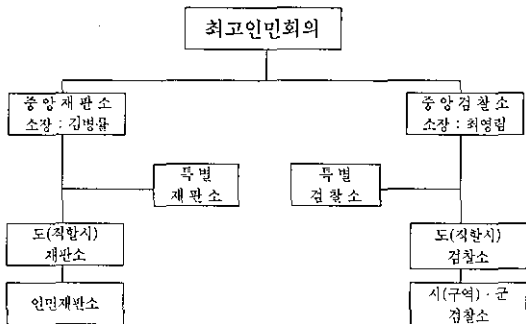 최고인민회의
중앙재판소
소장 : 김병률
중앙검찰소
소장 : 최영림
특별
재판소
특별
검찰소
도(직할시)
재판소
도(직할시)
검찰소
인민재판소
시(구역)·군
검찰소